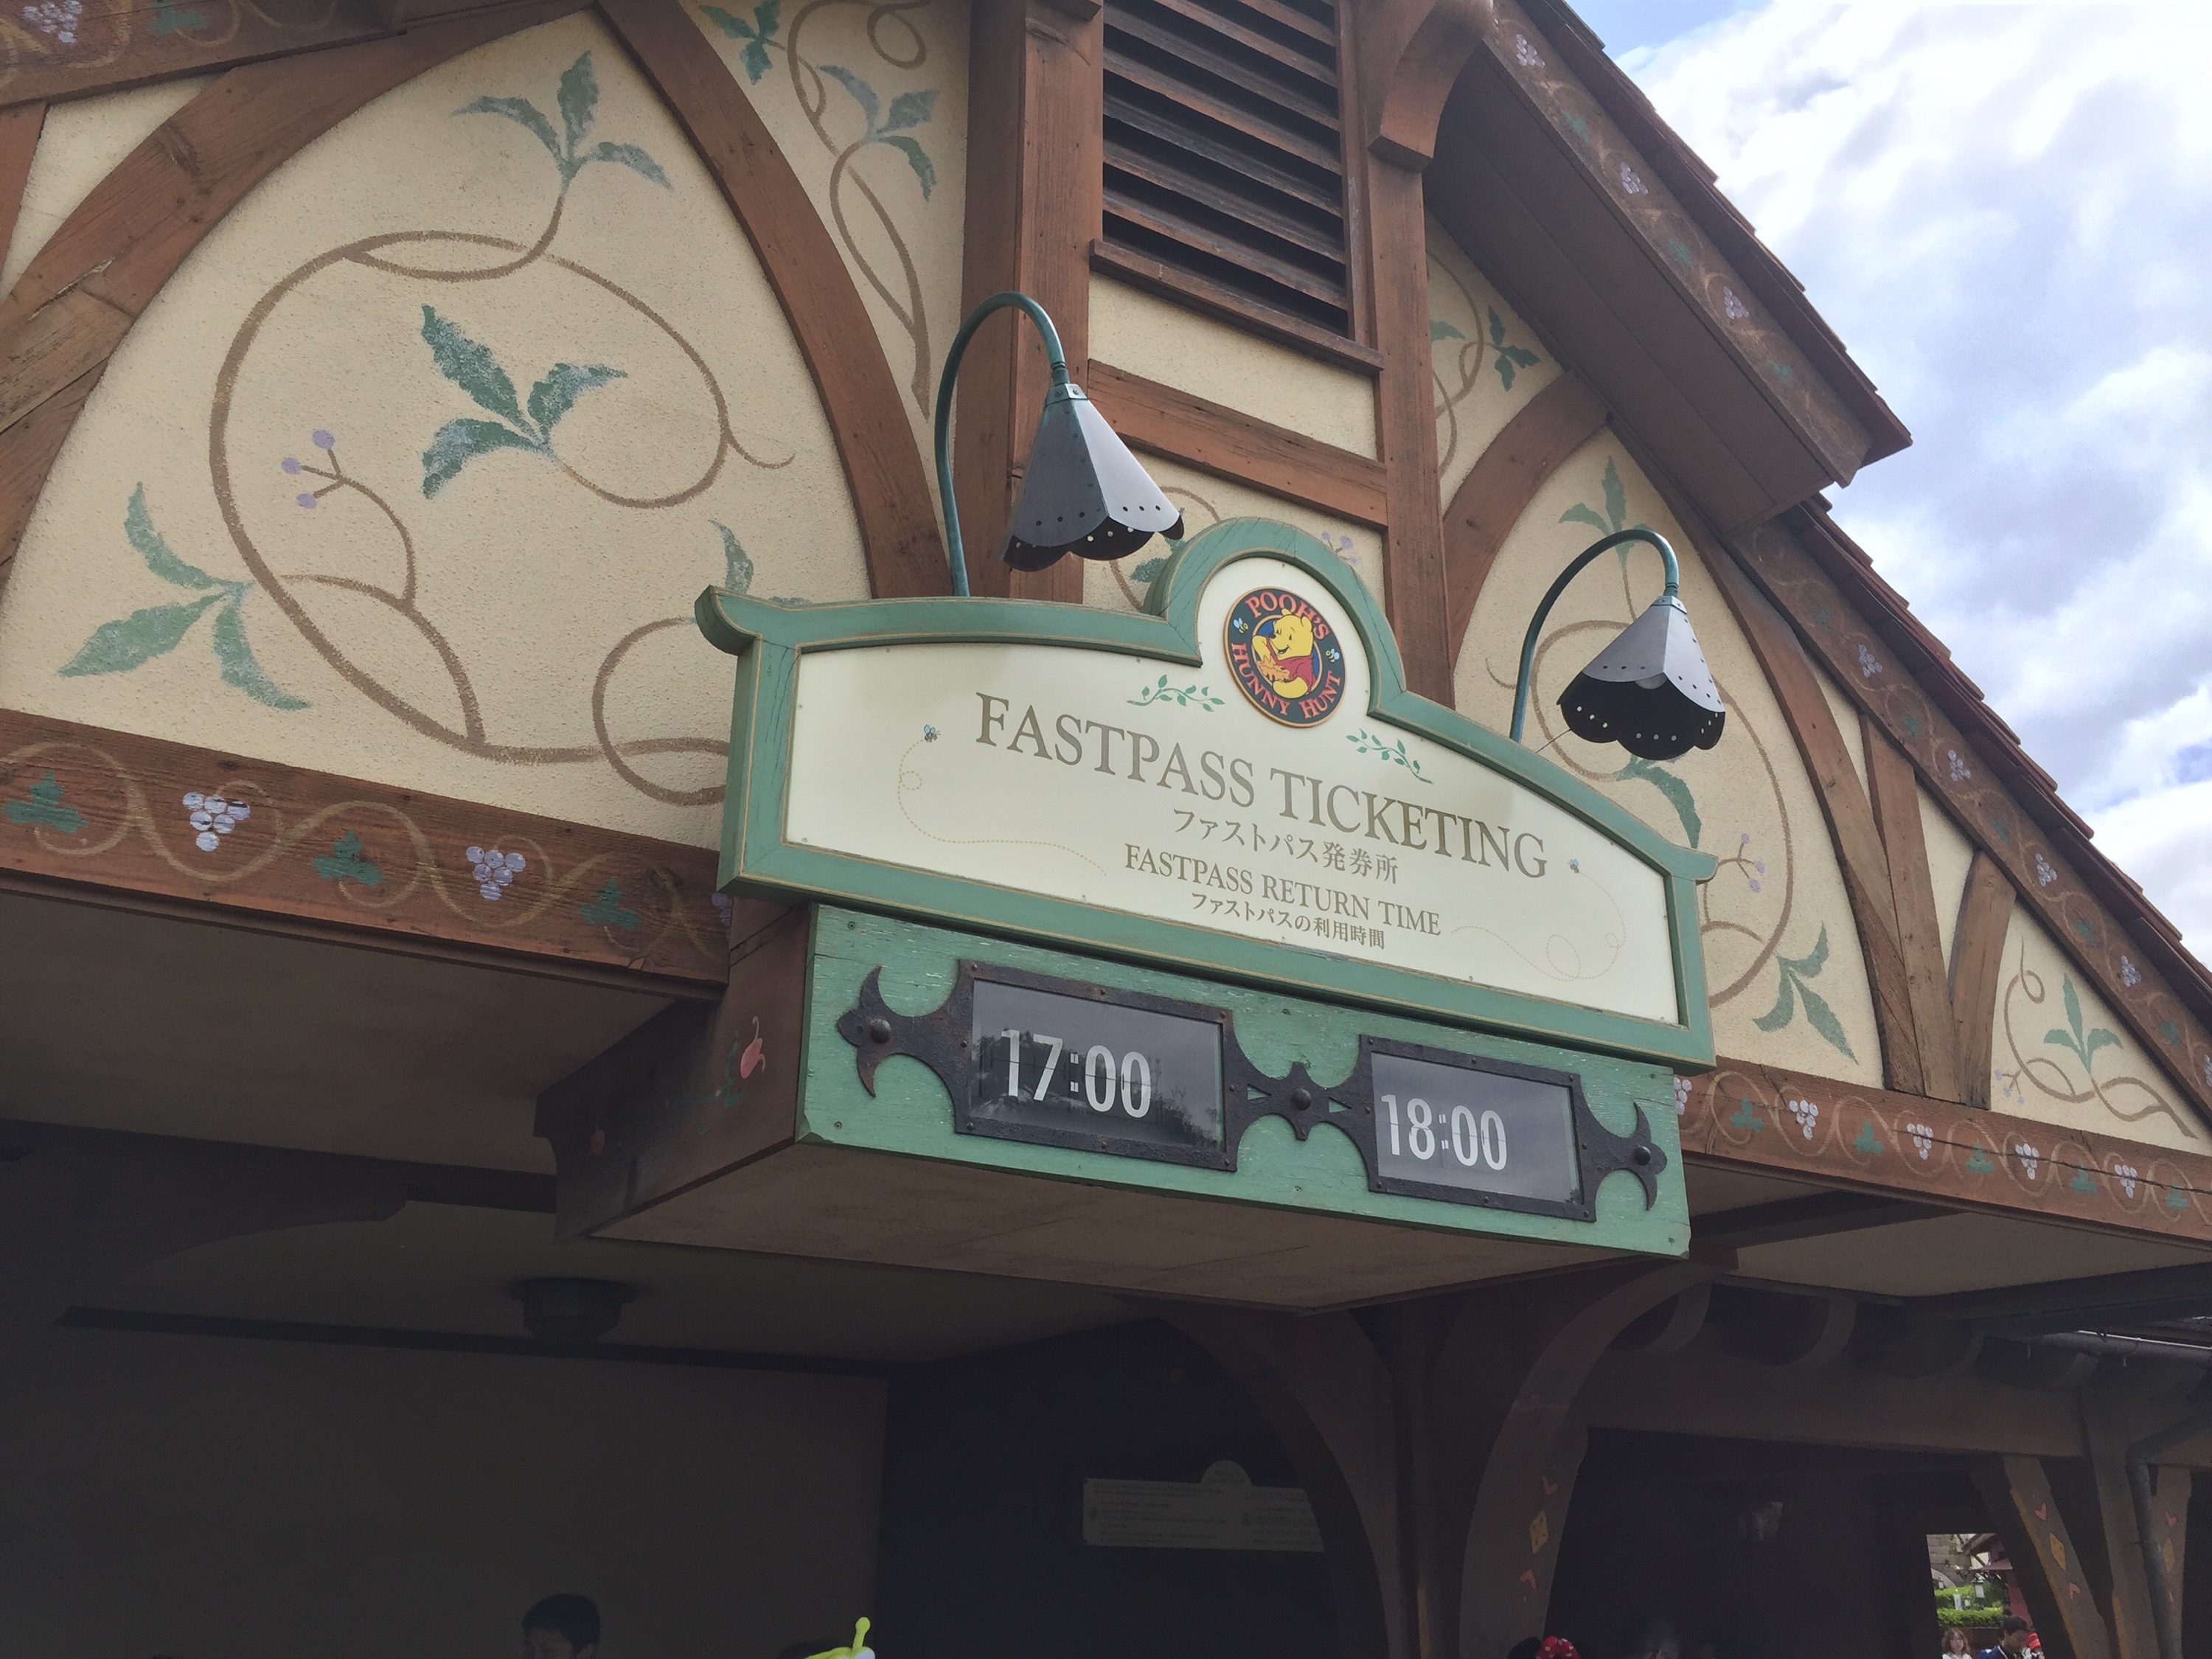 POOH'S
HUNNY HUNT
FASTPASS TICKETING
ファストパス発券所
FASTPASS RETURN TIME
ファストパスの利用時間
17:00
18:00